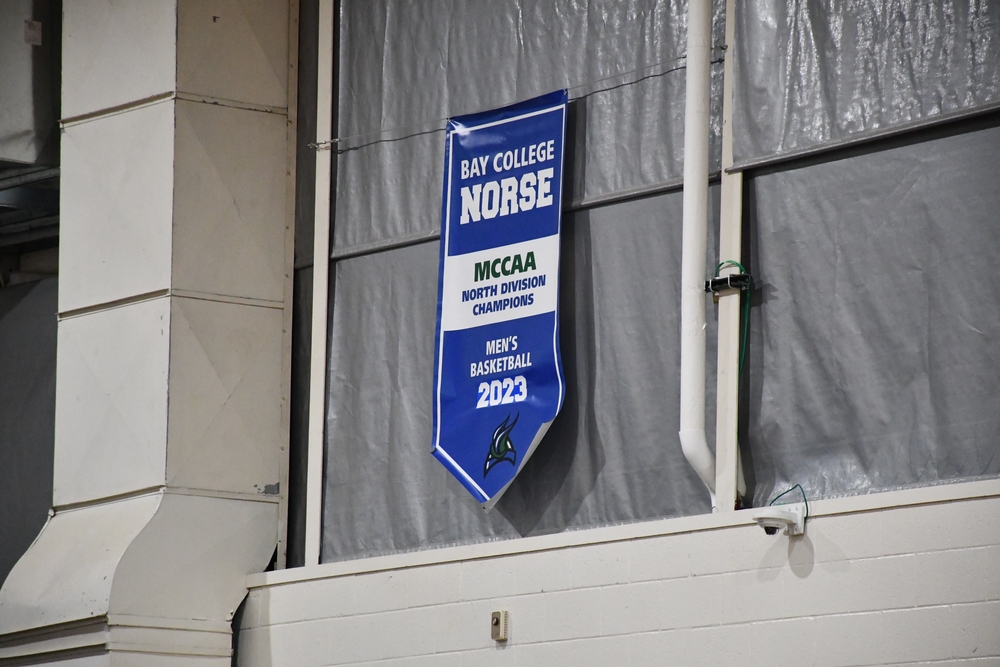 BAY COLLEGE
NORSE
MCCAA
NORTH DIVISION
CHAMPIONS
MEN'S
BASKETBALL
2023